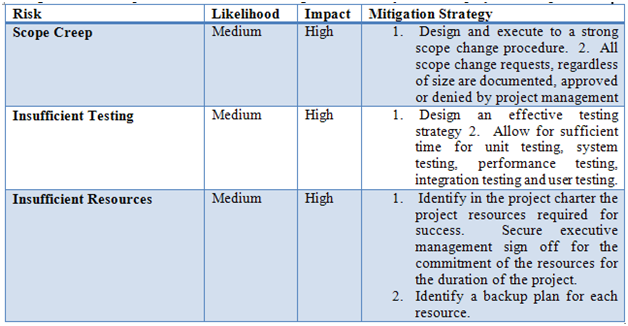 Risk Likelihood Impact Mitigation Strategy
Scope Creep Medium High 1. Design and execute to a strong
scope change procedure. 2. All
scope change requests, regardless
of size are documented, approved
or denied by project management
Insufficient Testing Medium High 1. Design an effective testing
strategy 2. Allow for sufficient
time for unit testing, system
testing, performance testing,
integration testing and user testing.
Insufficient Resources Medium High 1. Identify in the project charter the
project resources required for
success. Secure executive
management sign off for the
commitment of the resources for
the duration of the project.
2. Identify a backup plan for each
resource.